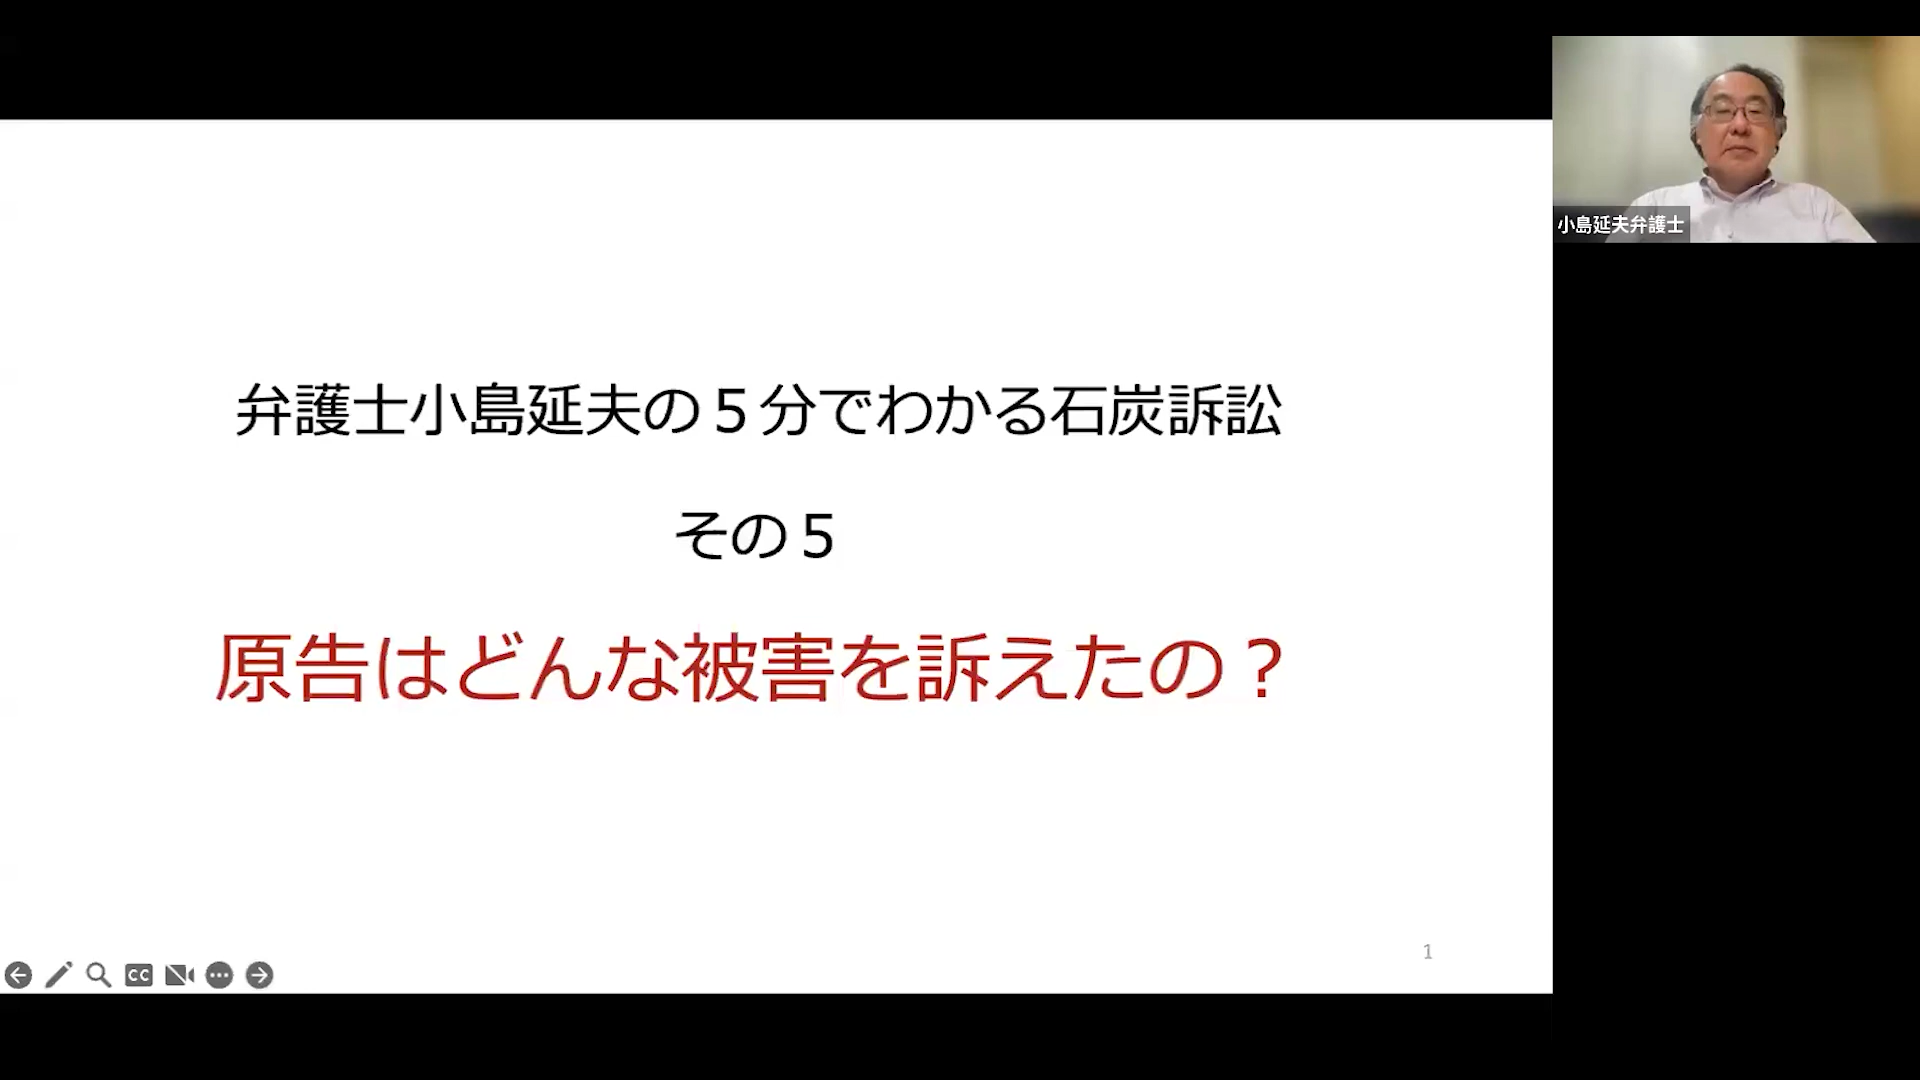 弁護士小島延夫の５分でわかる石炭訴訟
その５
原告はどんな被害を訴えたの？
小島延夫弁護士
1
CC